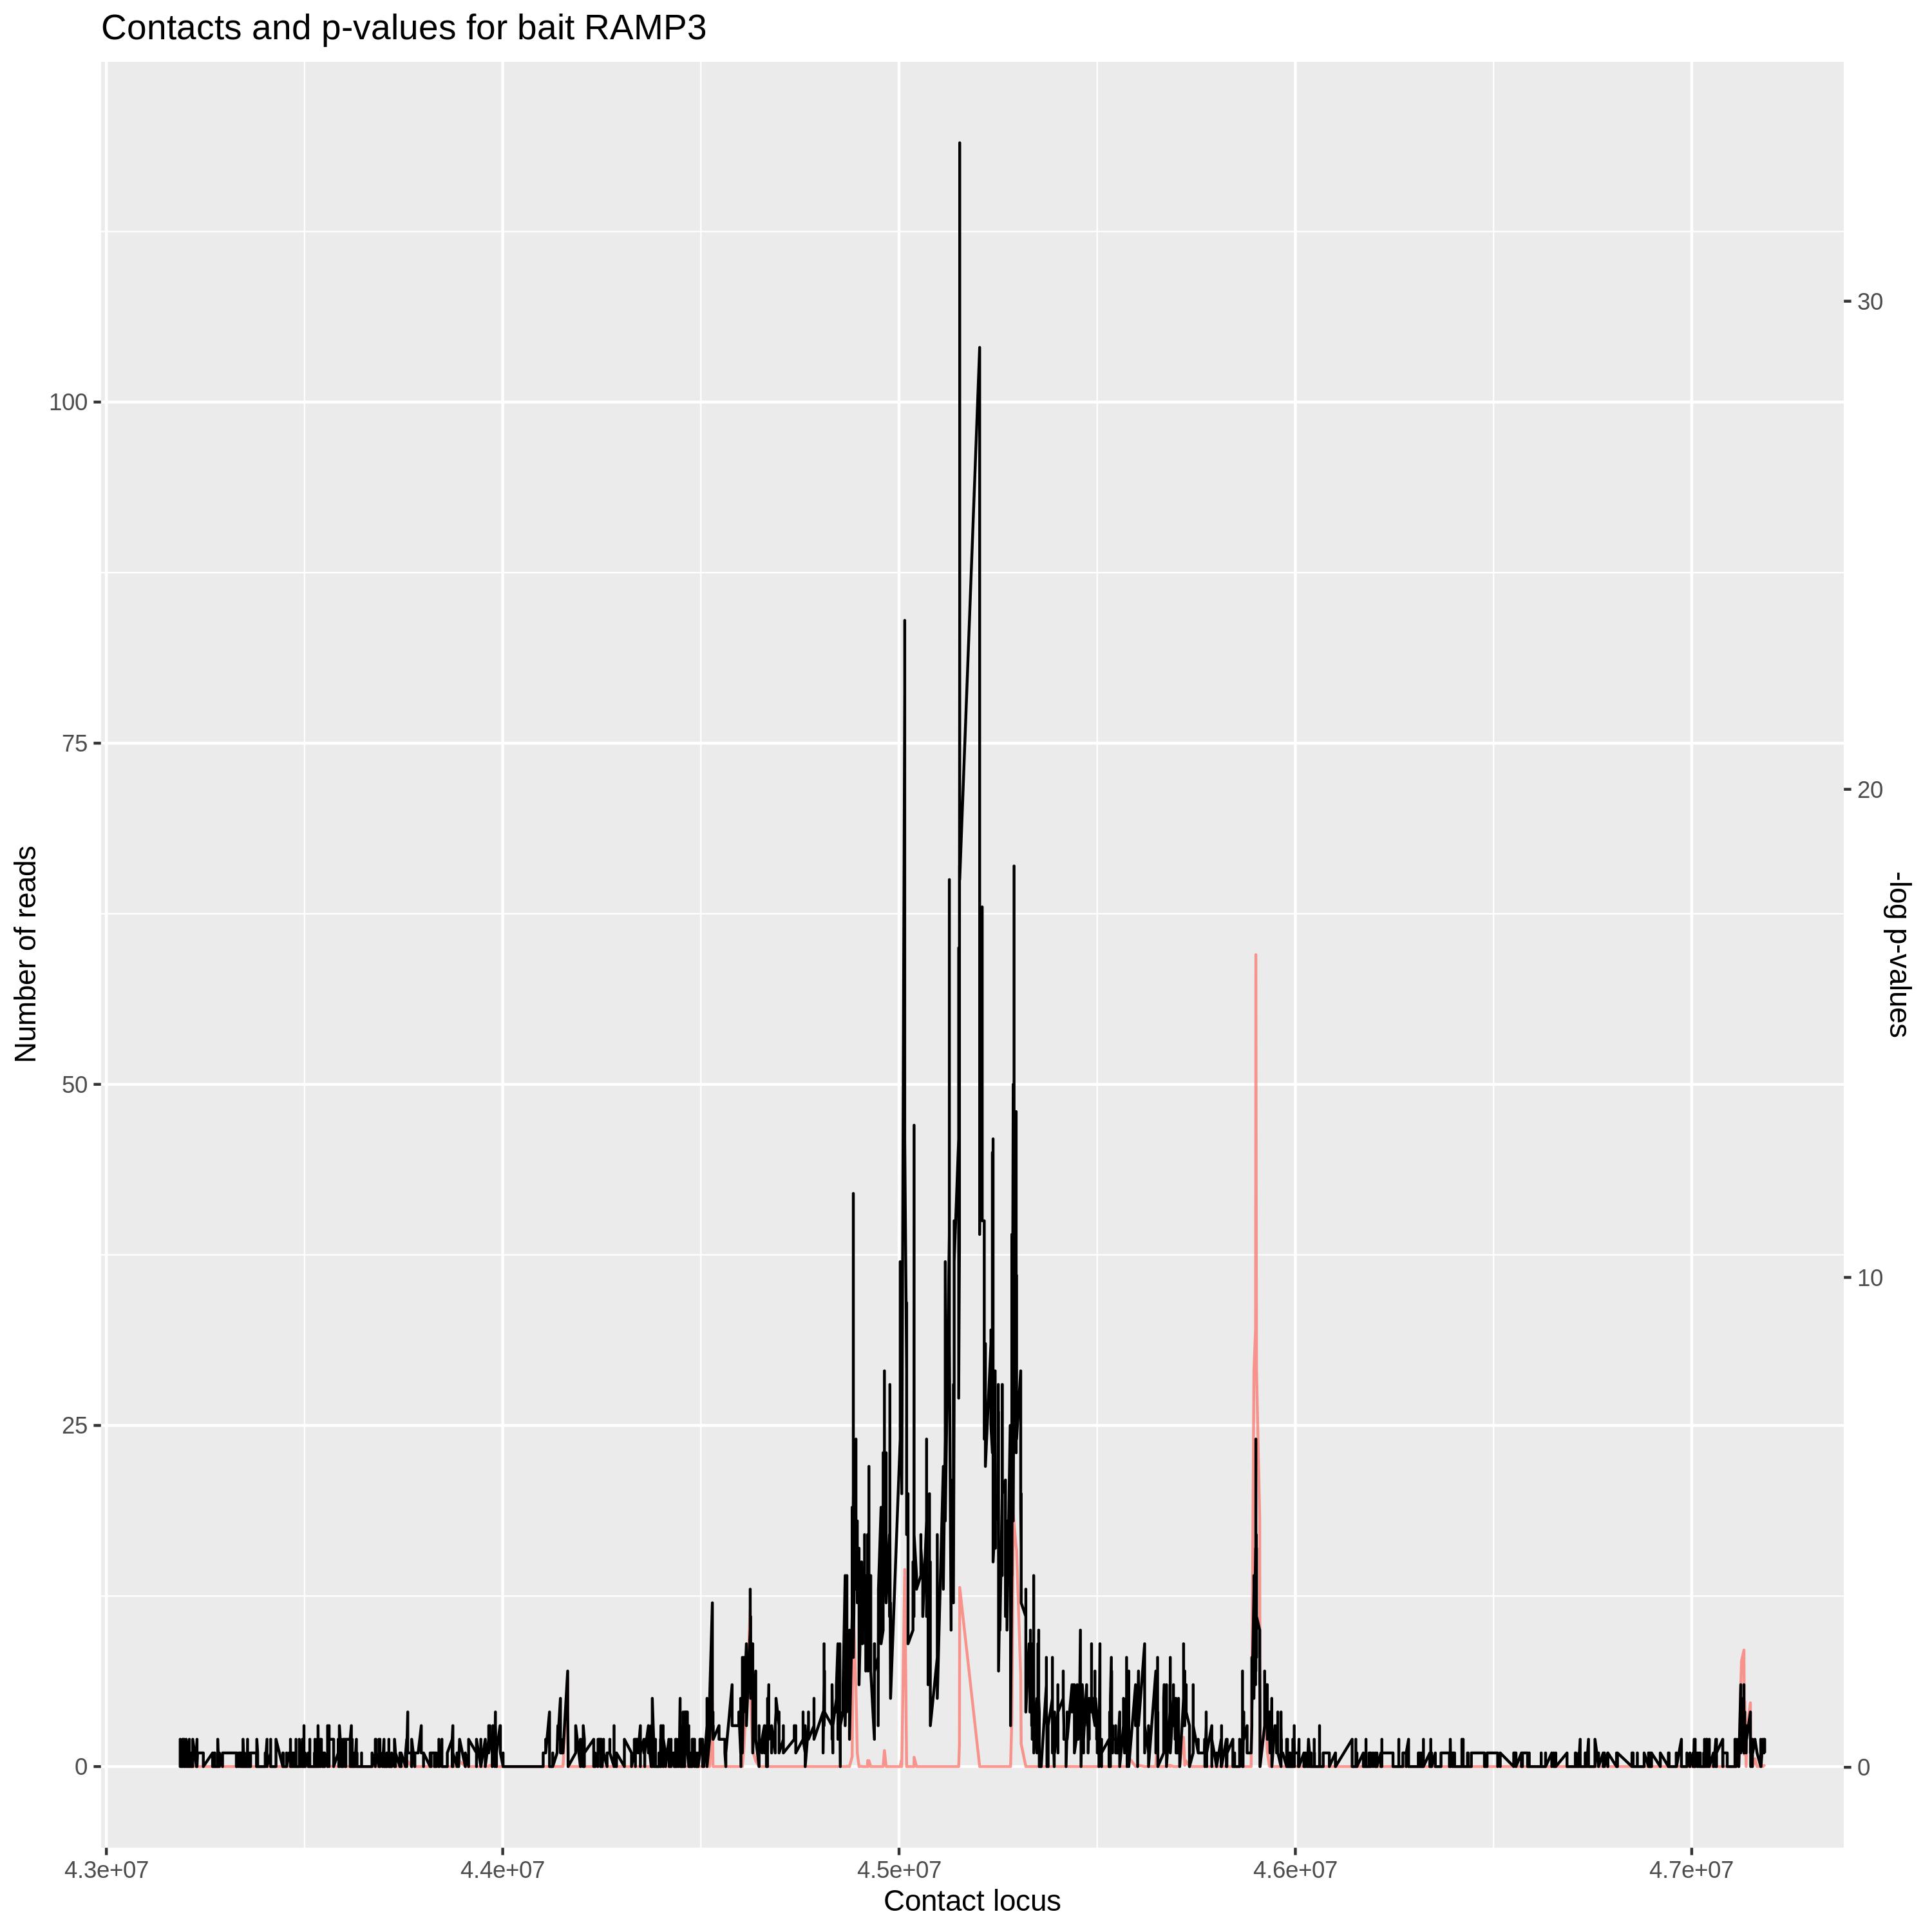 Contacts and p-values for bait RAMP3
Number of reads
100
75
50
25
0
30
20
10
0
-log p-values
4.3e+07 4.4e+07 4.5e+07 4.6e+07 4.7e+07
Contact locus